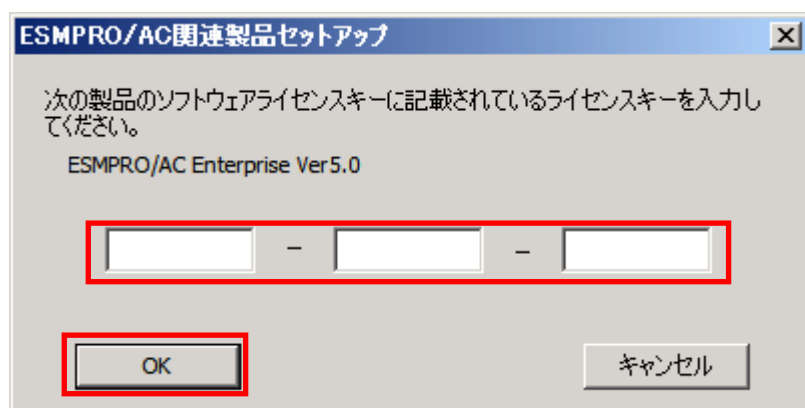 ESMPRO/AC関連製品セットアップ
次の製品のソフトウェアライセンスキーに記載されているライセンスキーを入力し
てください。
ESMPRO/AC Enterprise Ver5.0
– –
OK キャンセル